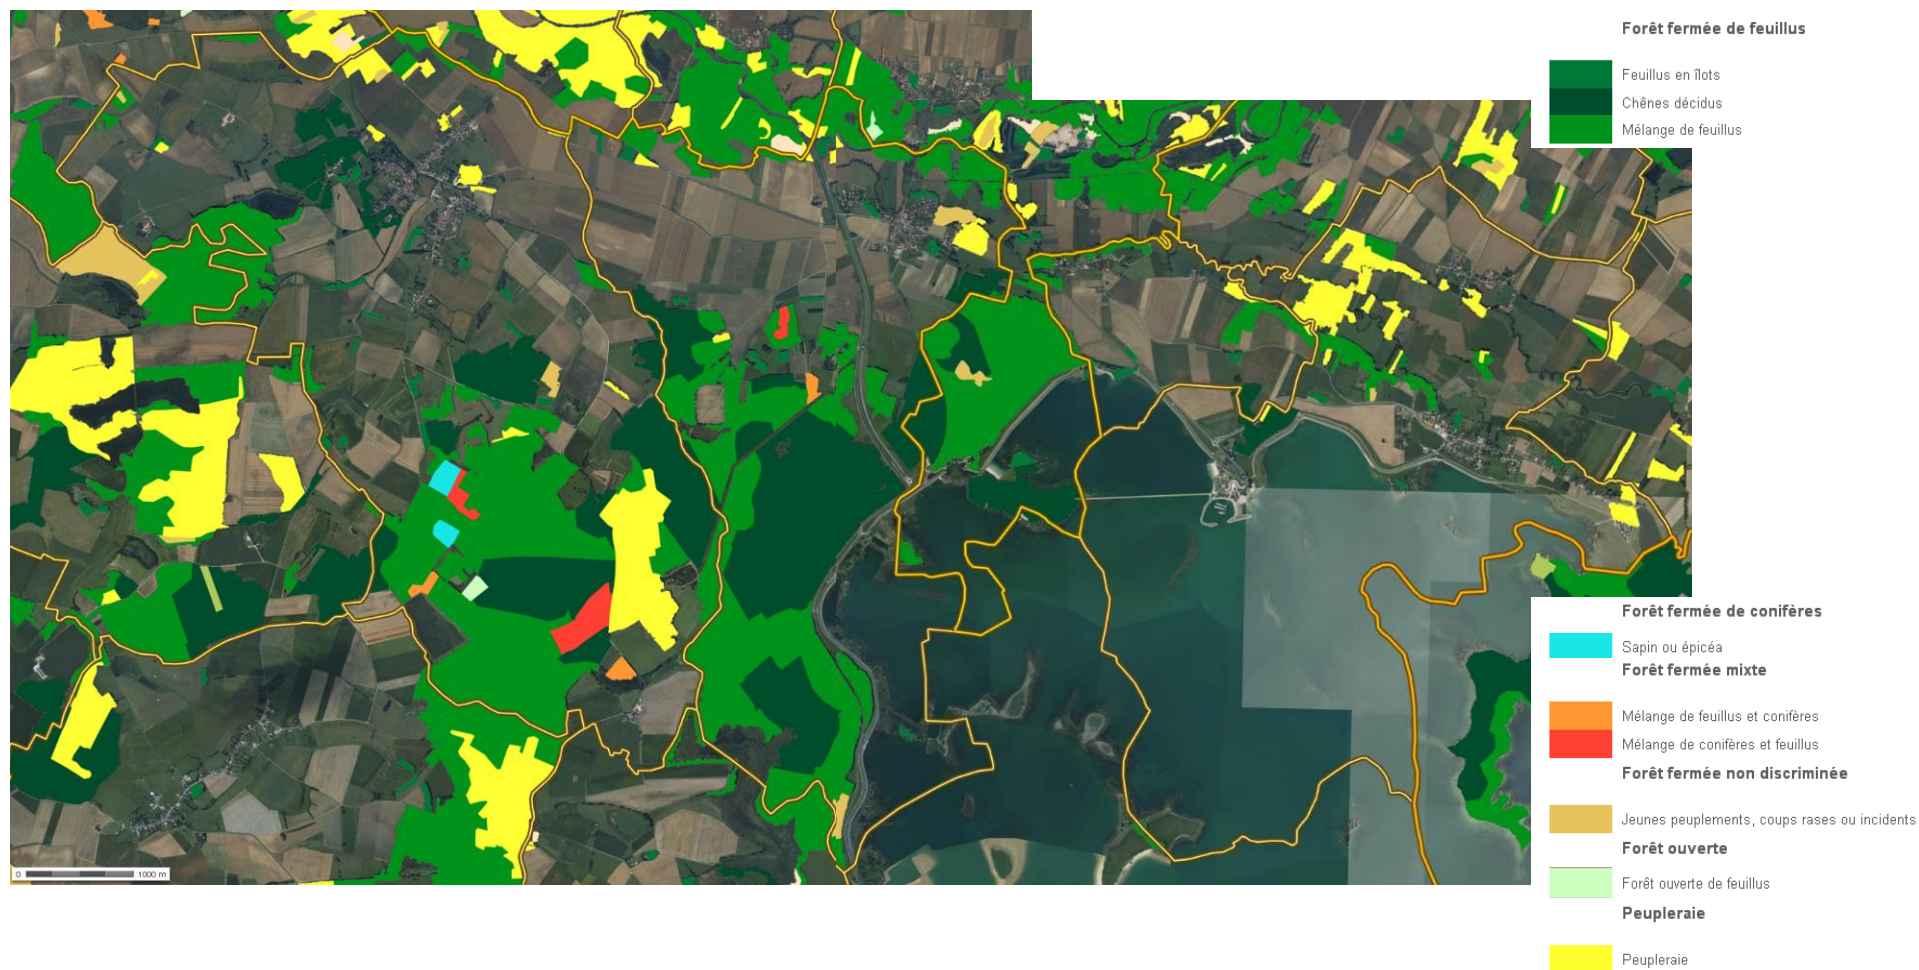 Forêt fermée de feuillus
Feuillus en îlots
Chênes décidus
Mélange de feuillus
Forêt fermée de conifères
Sapin ou épicéa
Forêt fermée mixte
Mélange de feuillus et conifères
Mélange de conifères et feuillus
Forêt fermée non discriminée
Jeunes peuplements, coups rases ou incidents
Forêt ouverte
Forêt ouverte de feuillus
Peupleraie
Peupleraie
0 1000 m